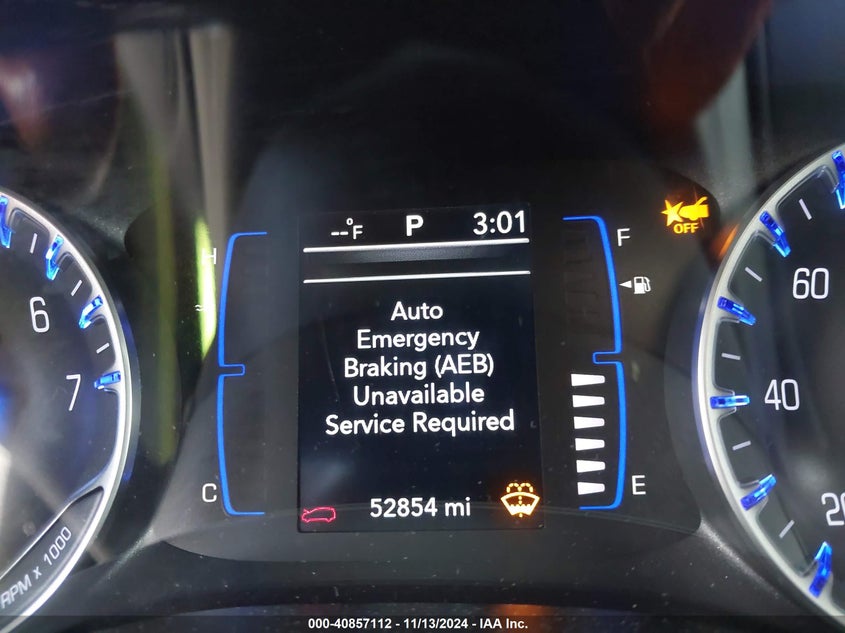 --°F P 3:01
H
F
OFF
Auto
Emergency
Braking (AEB)
Unavailable
Service Required
C
E
52854 mi
6
7
RPM x 1000
60
40
20
000-40857112 - 11/13/2024 - IAA Inc.